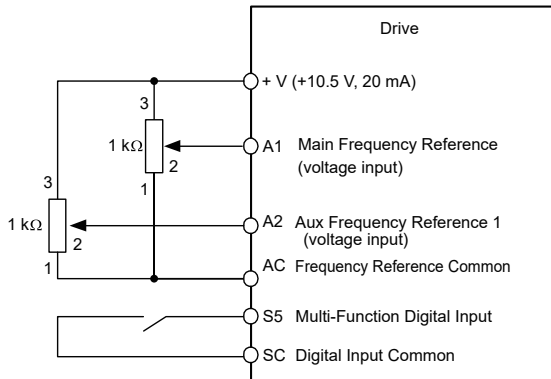 Drive
+ V (+10.5 V, 20 mA)
3
1 kΩ
2
1
A1 Main Frequency Reference
(voltage input)
3
1 kΩ
2
1
A2 Aux Frequency Reference 1
(voltage input)
AC Frequency Reference Common
S5 Multi-Function Digital Input
SC Digital Input Common